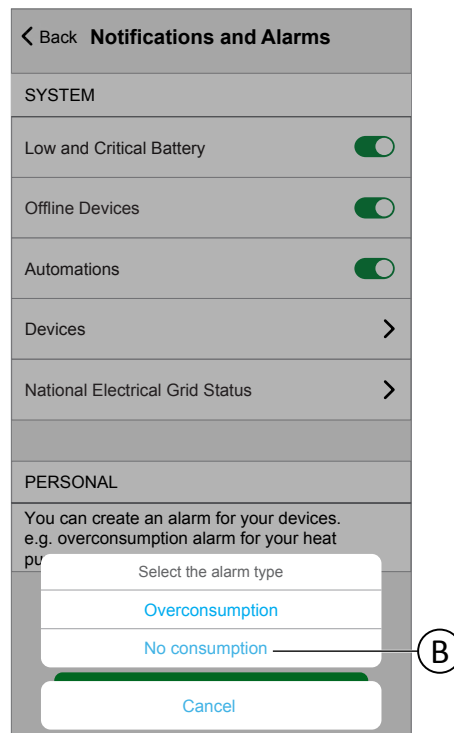 Back Notifications and Alarms
SYSTEM
Low and Critical Battery
Offline Devices
Automations
Devices
National Electrical Grid Status
PERSONAL
You can create an alarm for your devices.
e.g. overconsumption alarm for your heat
Select the alarm type
Overconsumption
No consumption
B
Cancel